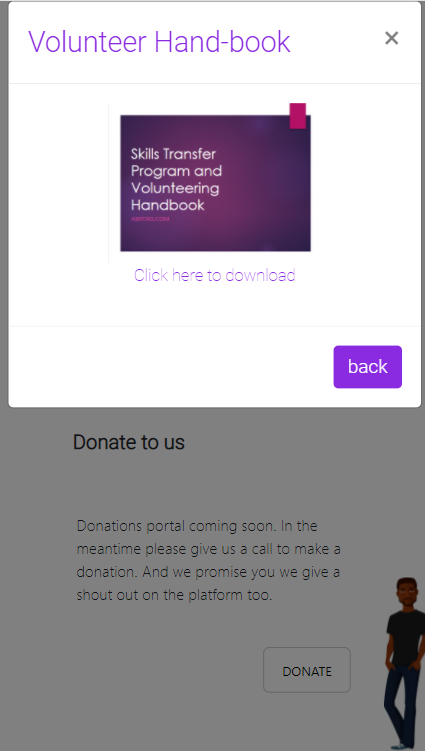 Volunteer Hand-book
×
Skills Transfer
Program and
Volunteering
Handbook
Click here to download
back
Donate to us
Donations portal coming soon. In the
meantime please give us a call to make a
donation. And we promise you we give a
shout out on the platform too.
DONATE